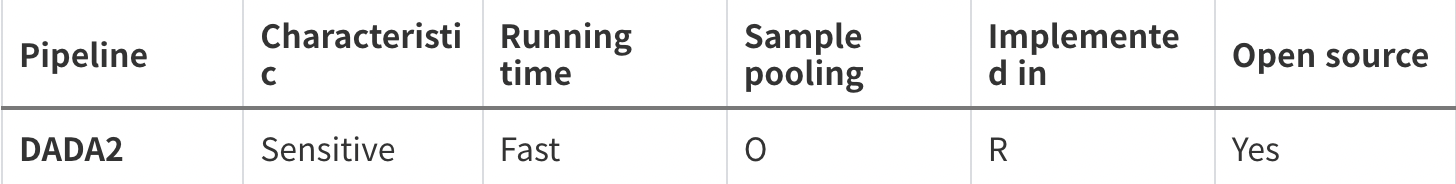 Pipeline
Characteristi
c
Running
time
Sample
pooling
Implemente
d in
Open source
DADA2
Sensitive
Fast
O
R
Yes